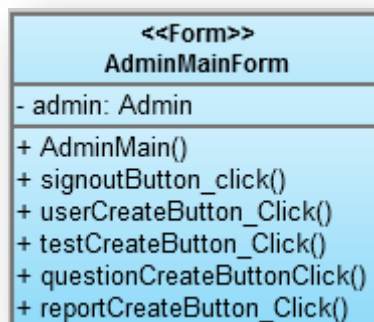 <<Form>>
AdminMainForm
- admin: Admin
+ AdminMain()
+ signoutButton_click()
+ userCreateButton_Click()
+ testCreateButton_Click()
+ questionCreateButtonClick()
+ reportCreateButton_Click()